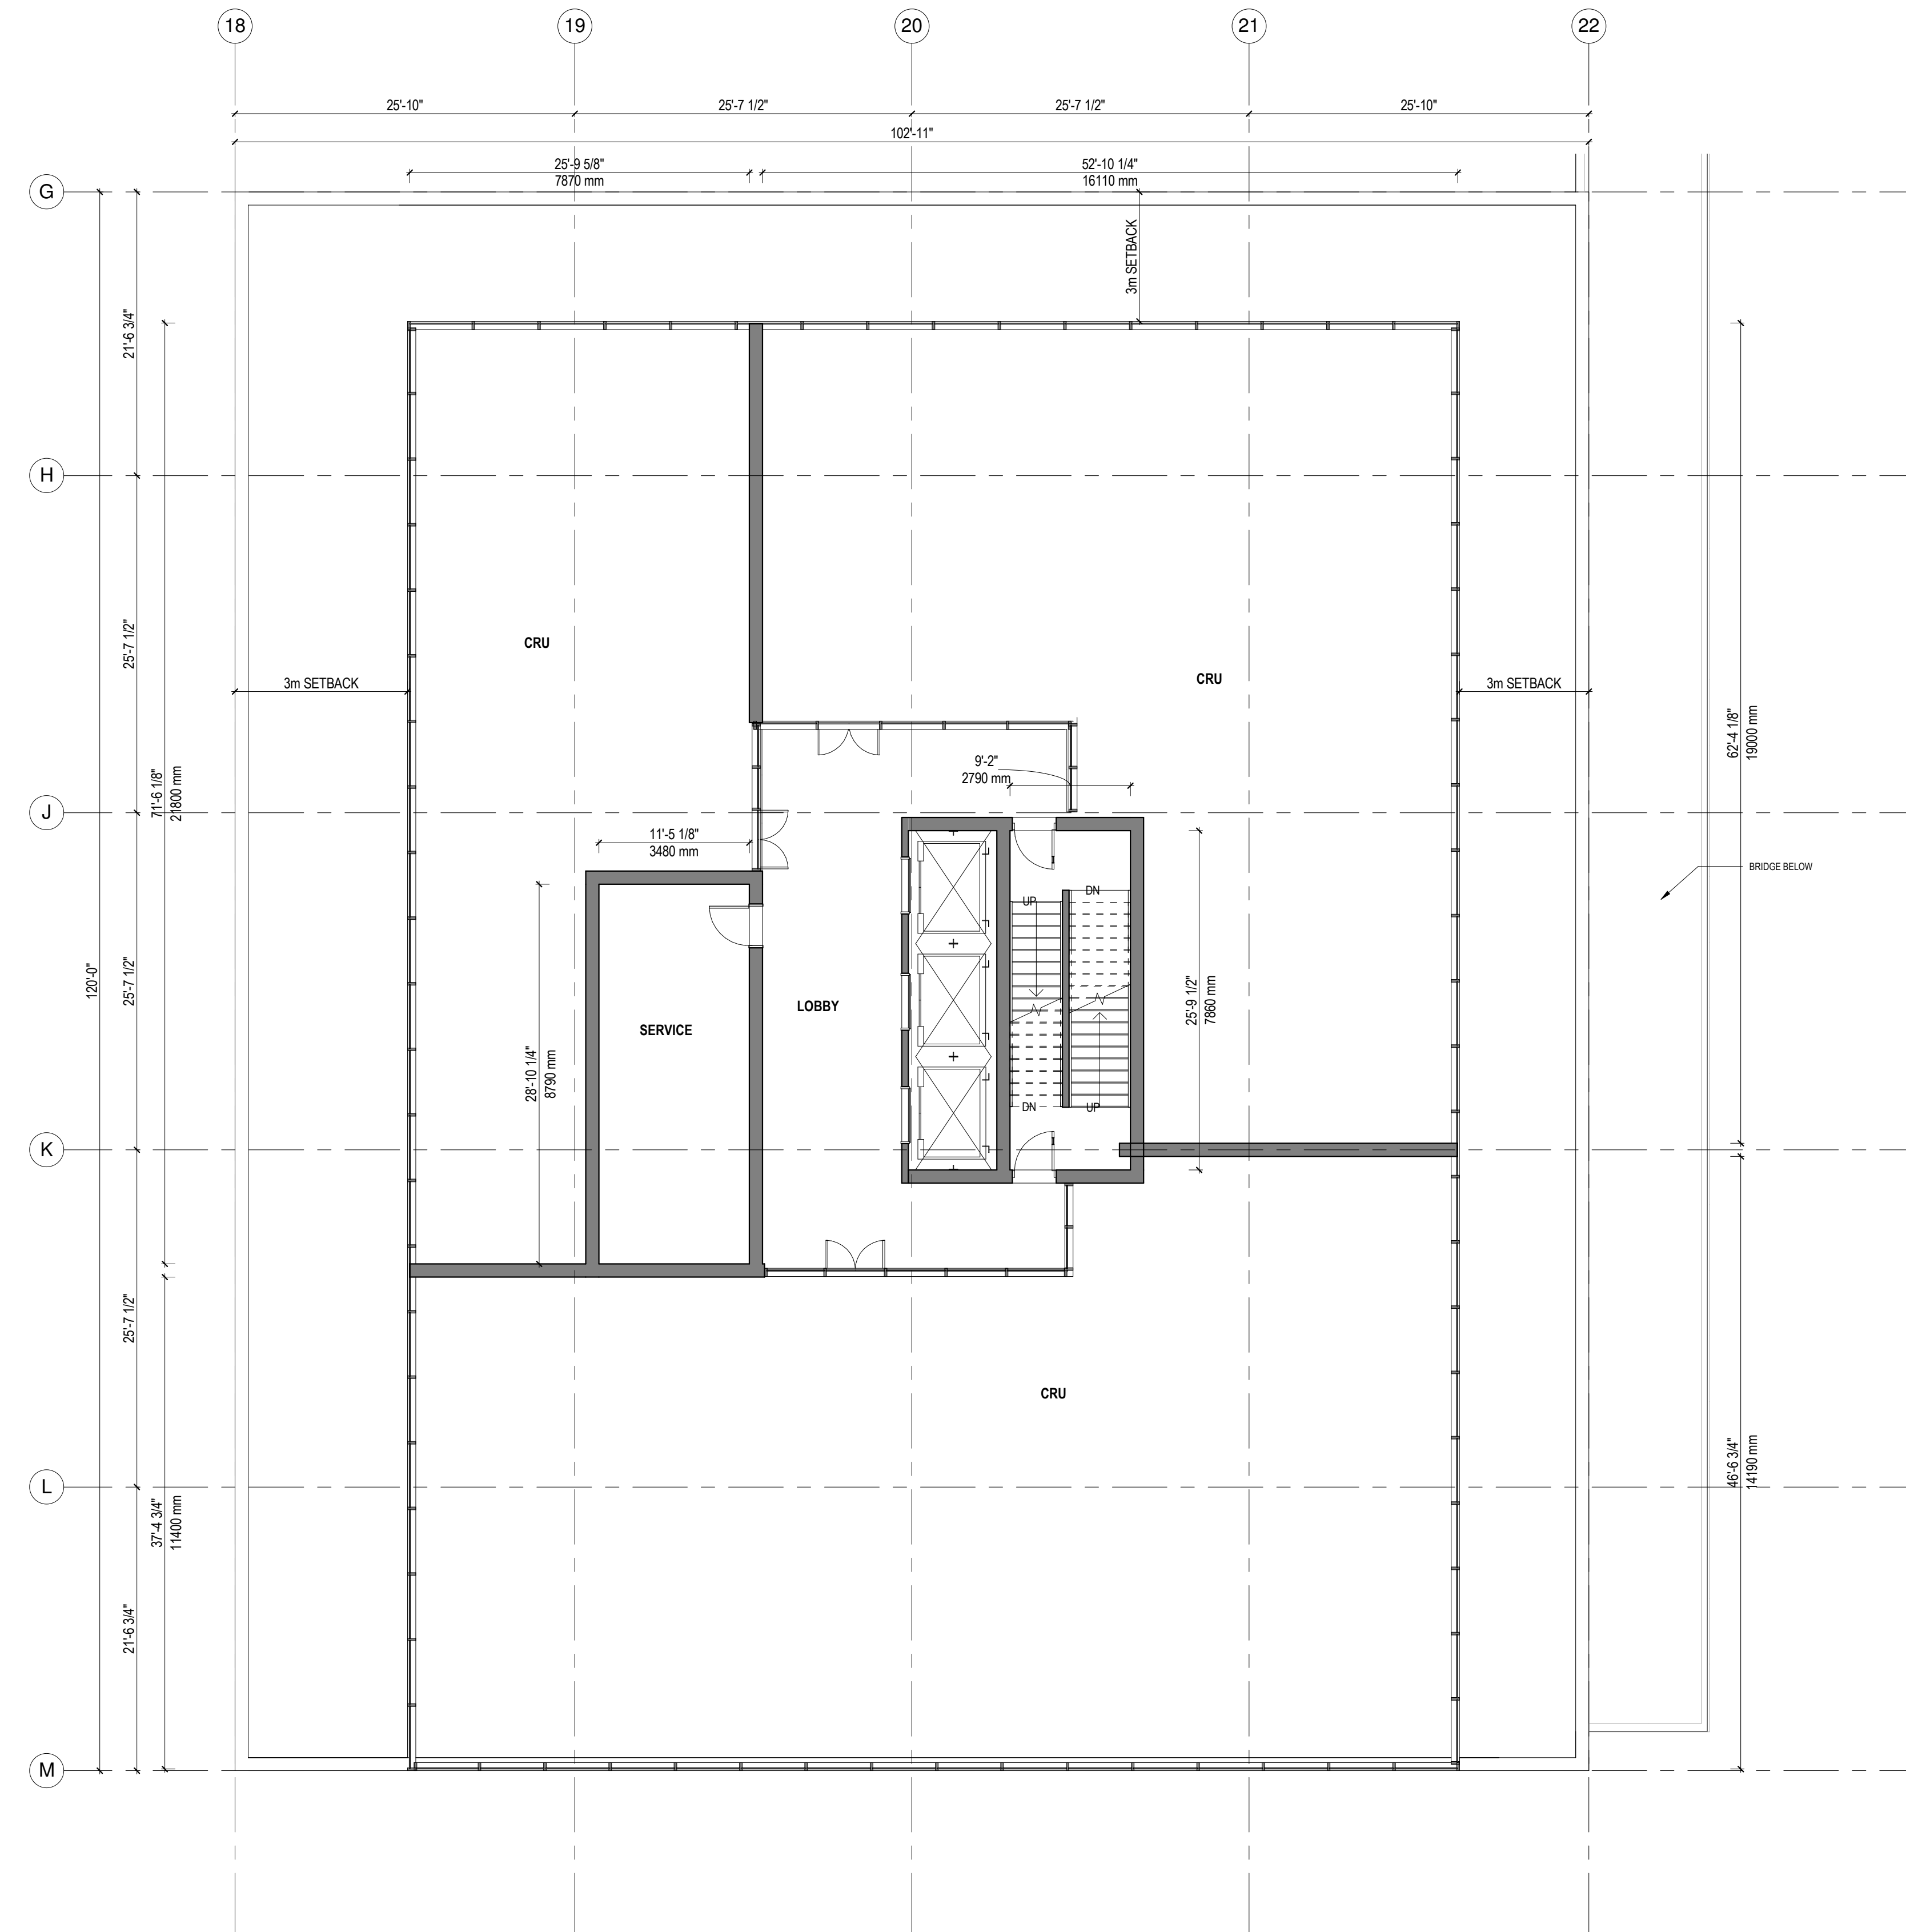 18
19
20
21
22
25'-10"
25'-7 1/2"
25'-7 1/2"
25'-10"
102'-11"
25'-9 5/8"
7870 mm
52'-10 1/4"
16110 mm
G
3m SETBACK
21'-6 3/4"
H
25'-7 1/2"
CRU
CRU
3m SETBACK
3m SETBACK
62'-4 1/8"
19000 mm
71'-6 1/8"
21800 mm
9'-2"
2790 mm
J
11'-5 1/8"
3480 mm
BRIDGE BELOW
DN
UP
120'-0"
25'-7 1/2"
LOBBY
25'-9 1/2"
7860 mm
SERVICE
28'-10 1/4"
8790 mm
DN
UP
K
25'-7 1/2"
CRU
46'-6 3/4"
14190 mm
L
37'-4 3/4"
11400 mm
21'-6 3/4"
M